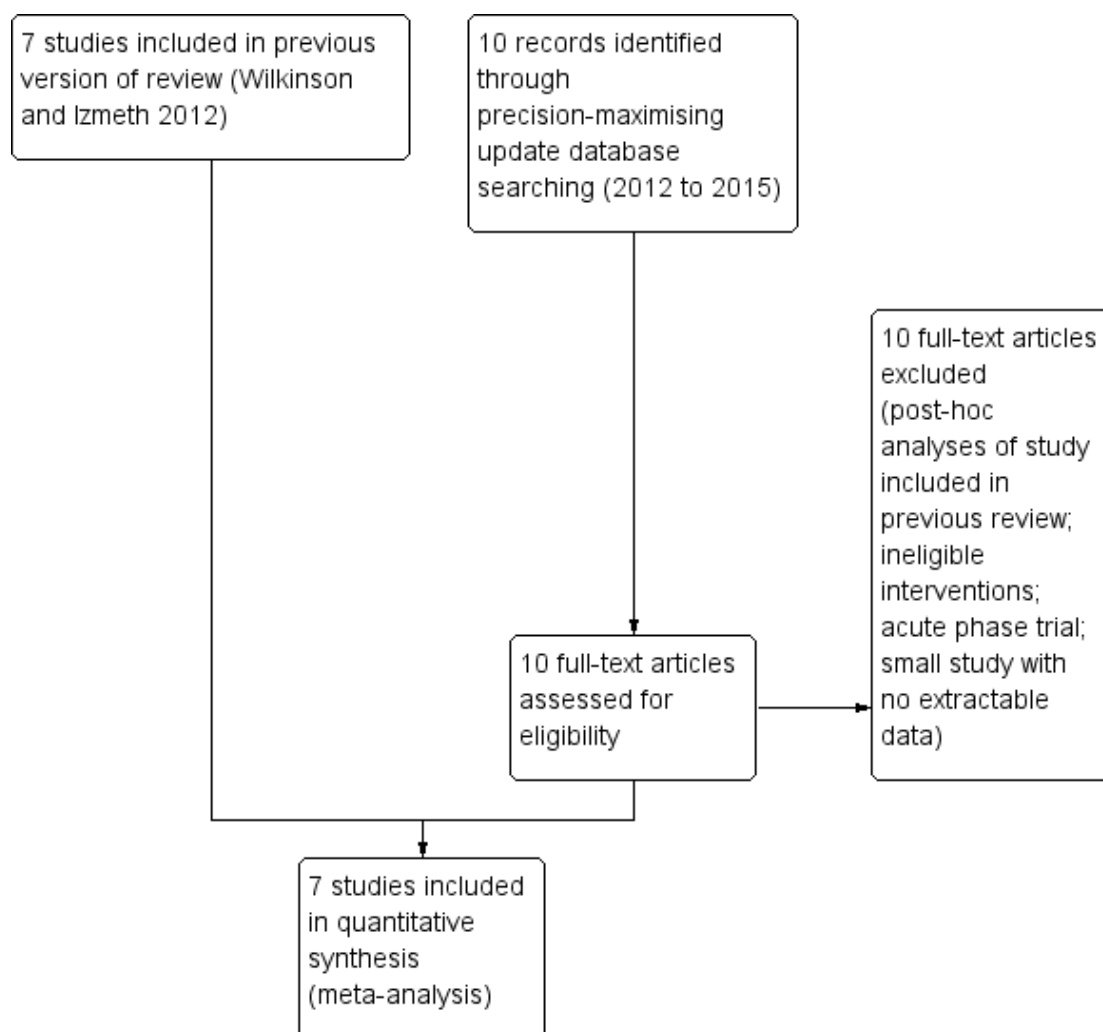 7 studies included in previous
version of review (Wilkinson
and Izmeth 2012)
10 records identified
through
precision-maximising
update database
searching (2012 to 2015)
10 full-text articles
assessed for
eligibility
10 full-text articles
excluded
(post-hoc
analyses of study
included in
previous review;
ineligible
interventions;
acute phase trial;
small study with
no extractable
data)
7 studies included
in quantitative
synthesis
(meta-analysis)